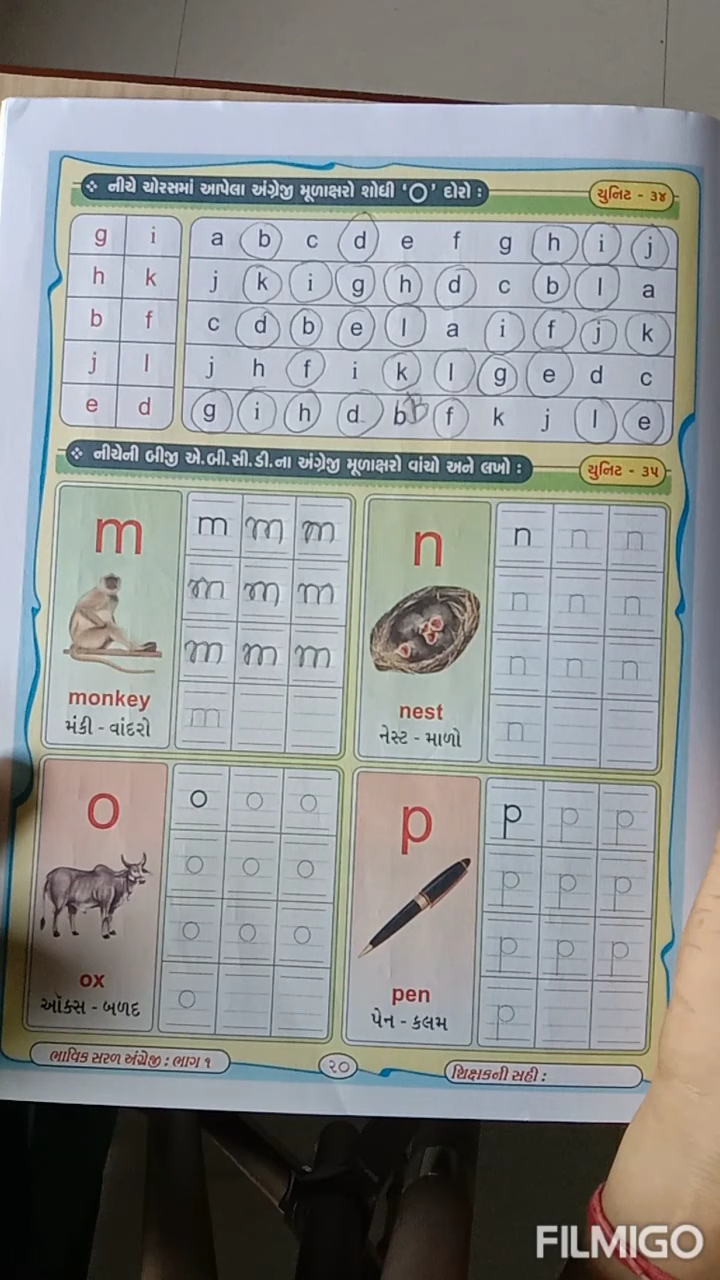 ❖ નીચે ચોરસમાં આપેલા અંગ્રેજી મૂળાક્ષરો શોધી ‘O’ દોરો :
યુનિટ - ૩૪
g i
h k
b f
j l
e d
a b c d e f g h i j
j k i g h d c b l a
c d b e l a i f j k
j h f i k l g e d c
g i h d b B f k j l e
❖ નીચેની બીજી એ.બી.સી.ડી.ના અંગ્રેજી મૂળાક્ષરો વાંચો અને લખો :
યુનિટ - ૩૫
m
monkey
મંકી - વાંદરો
m m m
m m m
m m m
m
n
nest
નેસ્ટ - માળો
n n n
n n n
n n n
n
o
ox
ઑક્સ - બળદ
o o o
o o o
o o o
o
p
pen
પેન - કલમ
p p p
p p p
p p p
p
ભાવિક સરળ અંગ્રેજી : ભાગ ૧
૨૦
શિક્ષકની સહી :
FILMIGO